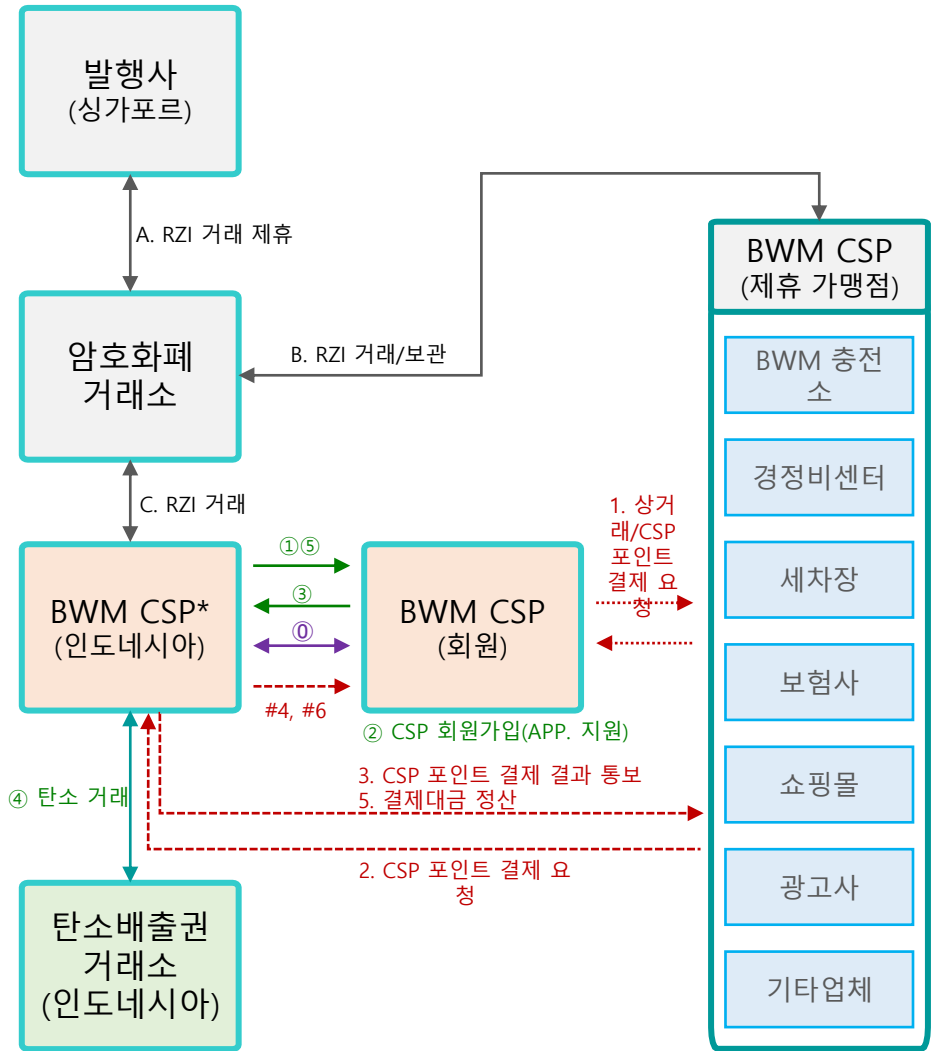 발행사
(싱가포르)
A. RZI 거래 제휴
BWM CSP
(제휴 가맹점)
암호화폐
거래소
B. RZI 거래/보관
BWM 충전
소
경정비센터
C. RZI 거래
1. 상거
래/CSP
포인트
결제 요
청
①⑤
③
⓪
BWM CSP*
(인도네시아)
BWM CSP
(회원)
세차장
보험사
#4, #6
② CSP 회원가입(APP. 지원)
3. CSP 포인트 결제 결과 통보
5. 결제대금 정산
④ 탄소 거래
쇼핑몰
2. CSP 포인트 결제 요
청
광고사
탄소배출권
거래소
(인도네시아)
기타업체